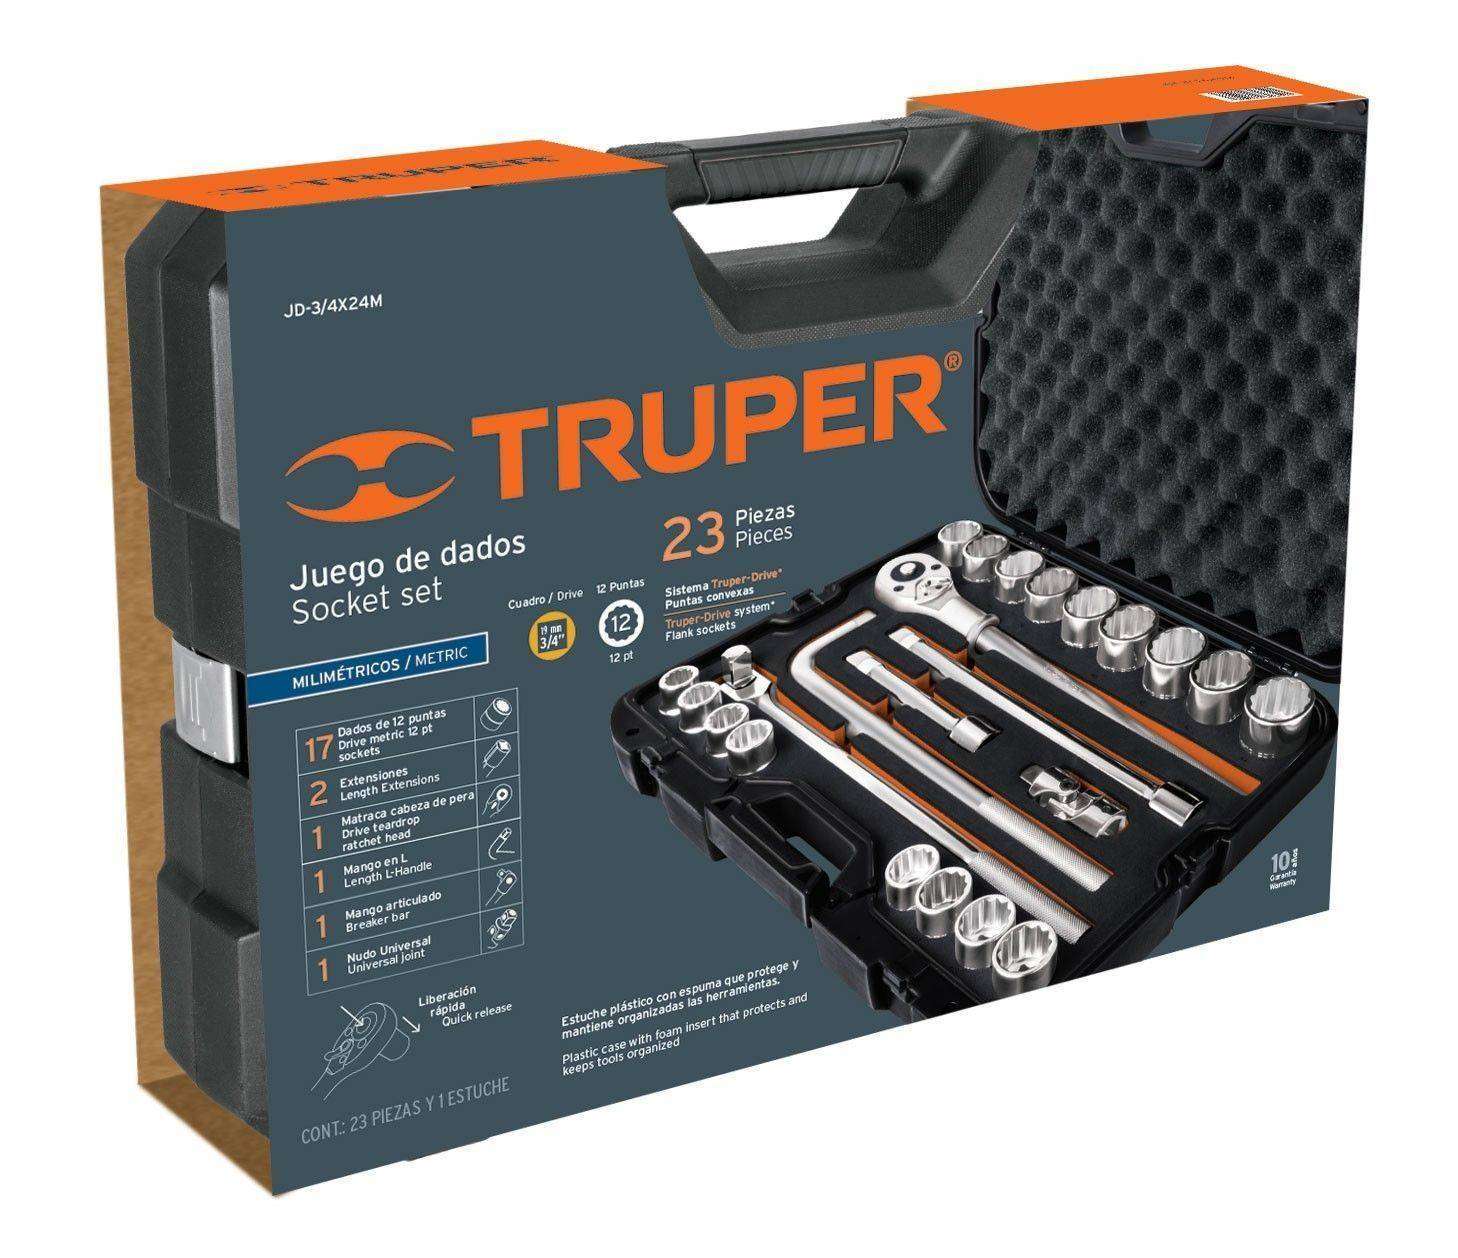 TRUPER
JD-3/4X24M
TRUPER®
Juego de dados
Socket set
23 Piezas
Pieces
Cuadro / Drive
19 mm
3/4"
12 Puntas
12
12 pt
Sistema Truper-Drive*
Puntas convexas
Truper-Drive system*
Flank sockets
MILIMÉTRICOS / METRIC
17 Dados de 12 puntas
Drive metric 12 pt
sockets
2 Extensiones
Length Extensions
1 Matraca cabeza de pera
Drive teardrop
ratchet head
1 Mango en L
Length L-Handle
1 Mango articulado
Breaker bar
1 Nudo Universal
Universal joint
Liberación
rápida
Quick release
CONT.: 23 PIEZAS Y 1 ESTUCHE
Estuche plástico con espuma que protege y
mantiene organizadas las herramientas.
Plastic case with foam insert that protects and
keeps tools organized
10 años
Garantía
Warranty